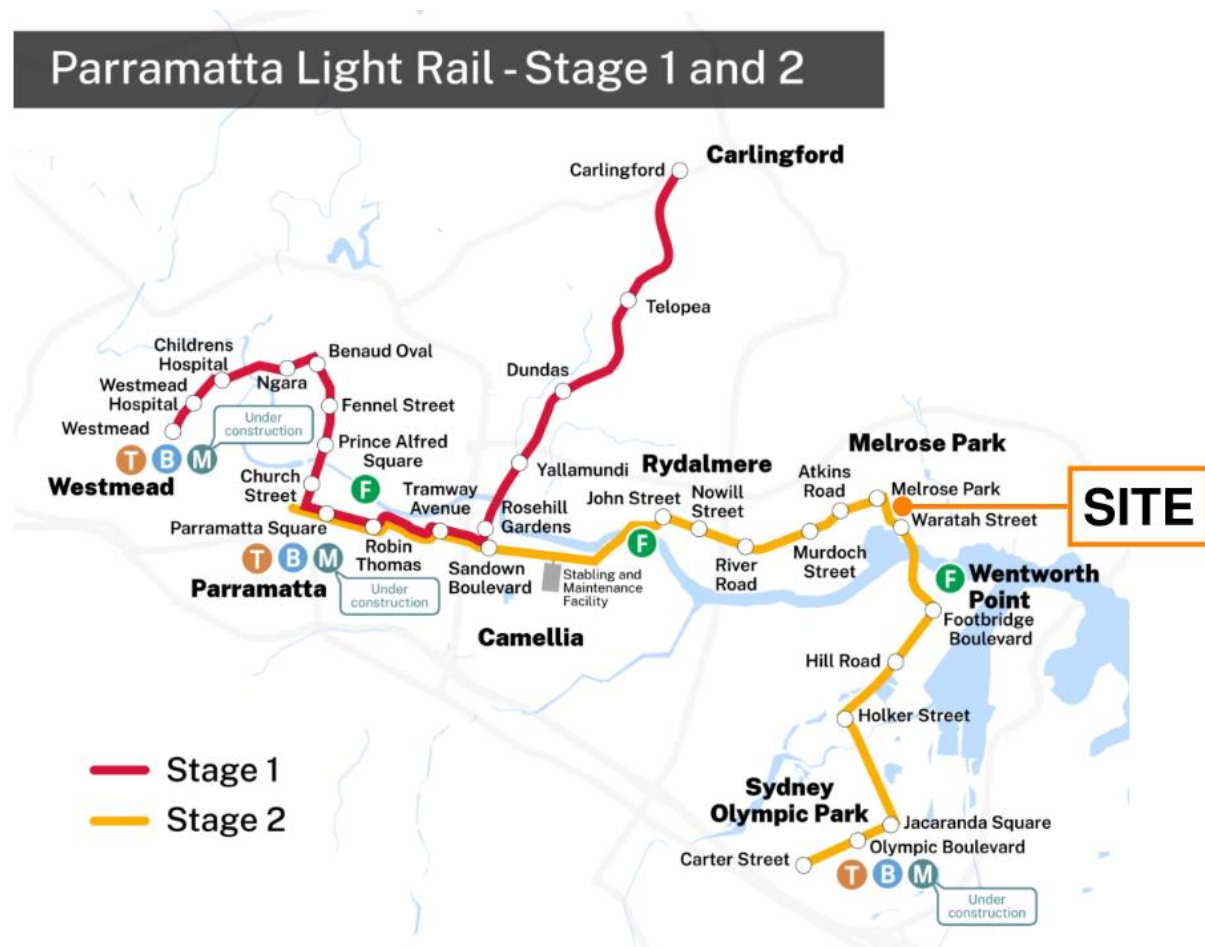 Parramatta Light Rail - Stage 1 and 2
Carlingford
Carlingford
Telopea
Childrens
Hospital
Benaud Oval
Ngara
Westmead
Hospital
Dundas
Fennel Street
Westmead
Under
construction
T
B
M
Westmead
Prince Alfred
Square
F
Church
Street
Yallamundi
Tramway
Avenue
Rosehill
Gardens
Parramatta Square
Robin
Thomas
Sandown
Boulevard
T
B
M
Under
construction
Parramatta
Stabling and
Maintenance
Facility
Camellia
Rydalmere
John Street
F
Nowill
Street
River
Road
Murdoch
Street
Atkins
Road
Melrose Park
Melrose Park
SITE
Waratah Street
F
Wentworth
Point
Footbridge
Boulevard
Hill Road
Holker Street
Sydney
Olympic Park
Jacaranda Square
Olympic Boulevard
Carter Street
T
B
M
Under
construction
Stage 1
Stage 2